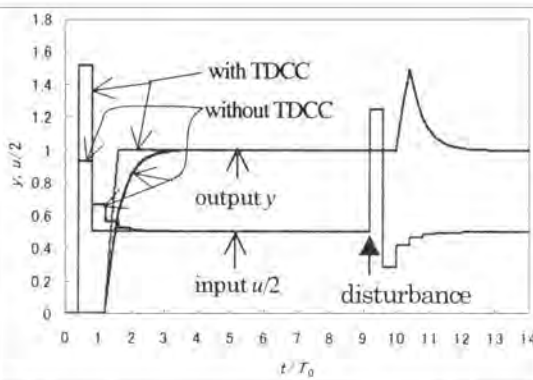 1.8
1.6
1.4
1.2
1
0.8
0.6
0.4
0.2
0
y, u/2
with TDCC
without TDCC
output y
input u/2
disturbance
0 1 2 3 4 5 6 7 8 9 10 11 12 13 14
t/T₀